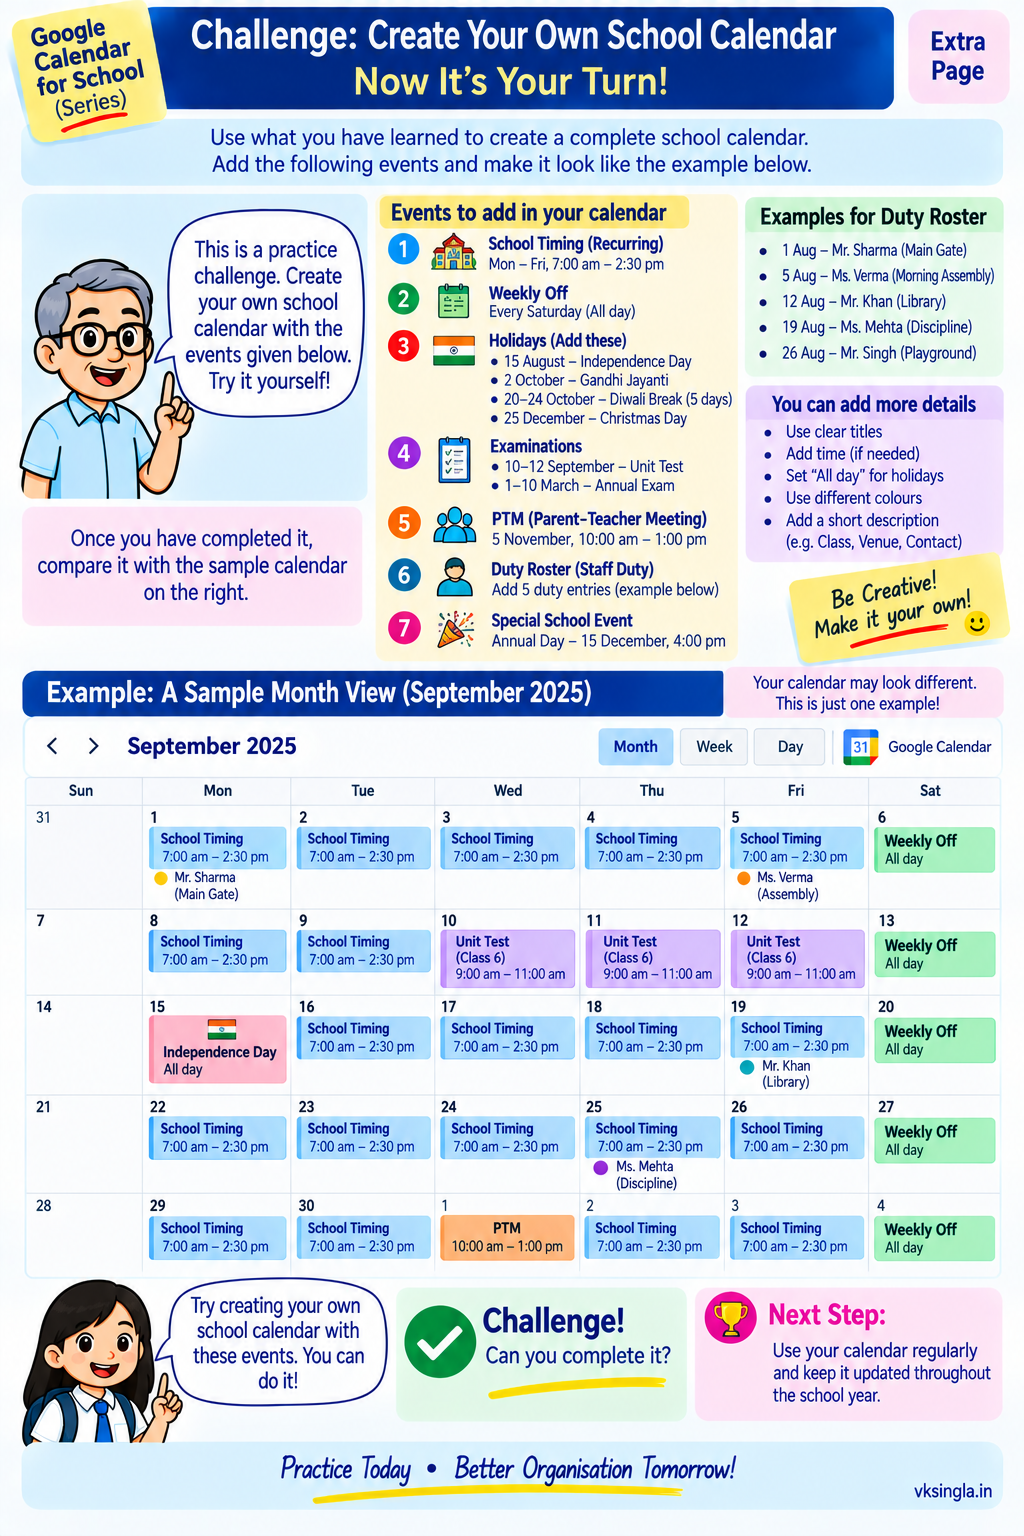 Google
Calendar
for School
(Series)
Challenge: Create Your Own School Calendar
Now It's Your Turn!
Extra
Page
Use what you have learned to create a complete school calendar.
Add the following events and make it look like the example below.
This is a practice
challenge. Create
your own school
calendar with the
events given below.
Try it yourself!
Once you have completed it,
compare it with the sample calendar
on the right.
Events to add in your calendar
1
School Timing (Recurring)
Mon – Fri, 7:00 am – 2:30 pm
2
Weekly Off
Every Saturday (All day)
3
Holidays (Add these)
• 15 August – Independence Day
• 2 October – Gandhi Jayanti
• 20–24 October – Diwali Break (5 days)
• 25 December – Christmas Day
4
Examinations
• 10–12 September – Unit Test
• 1–10 March – Annual Exam
5
PTM (Parent-Teacher Meeting)
5 November, 10:00 am – 1:00 pm
6
Duty Roster (Staff Duty)
Add 5 duty entries (example below)
7
Special School Event
Annual Day – 15 December, 4:00 pm
Examples for Duty Roster
• 1 Aug – Mr. Sharma (Main Gate)
• 5 Aug – Ms. Verma (Morning Assembly)
• 12 Aug – Mr. Khan (Library)
• 19 Aug – Ms. Mehta (Discipline)
• 26 Aug – Mr. Singh (Playground)
You can add more details
• Use clear titles
• Add time (if needed)
• Set "All day" for holidays
• Use different colours
• Add a short description
(e.g. Class, Venue, Contact)
Be Creative!
Make it your own!
Example: A Sample Month View (September 2025)
Your calendar may look different.
This is just one example!
September 2025
Month
Week
Day
31
Google Calendar
Sun Mon Tue Wed Thu Fri Sat
31
1
School Timing
7:00 am – 2:30 pm
Mr. Sharma
(Main Gate)
2
School Timing
7:00 am – 2:30 pm
3
School Timing
7:00 am – 2:30 pm
4
School Timing
7:00 am – 2:30 pm
5
School Timing
7:00 am – 2:30 pm
Ms. Verma
(Assembly)
6
Weekly Off
All day
7
8
School Timing
7:00 am – 2:30 pm
9
School Timing
7:00 am – 2:30 pm
10
Unit Test
(Class 6)
9:00 am – 11:00 am
11
Unit Test
(Class 6)
9:00 am – 11:00 am
12
Unit Test
(Class 6)
9:00 am – 11:00 am
13
Weekly Off
All day
14
15
Independence Day
All day
16
School Timing
7:00 am – 2:30 pm
17
School Timing
7:00 am – 2:30 pm
18
School Timing
7:00 am – 2:30 pm
19
School Timing
7:00 am – 2:30 pm
Mr. Khan
(Library)
20
Weekly Off
All day
21
22
School Timing
7:00 am – 2:30 pm
23
School Timing
7:00 am – 2:30 pm
24
School Timing
7:00 am – 2:30 pm
25
School Timing
7:00 am – 2:30 pm
Ms. Mehta
(Discipline)
26
School Timing
7:00 am – 2:30 pm
27
Weekly Off
All day
28
29
School Timing
7:00 am – 2:30 pm
30
School Timing
7:00 am – 2:30 pm
1
PTM
10:00 am – 1:00 pm
2
School Timing
7:00 am – 2:30 pm
3
School Timing
7:00 am – 2:30 pm
4
Weekly Off
All day
Try creating your own
school calendar with
these events. You can
do it!
Challenge!
Can you complete it?
Next Step:
Use your calendar regularly
and keep it updated throughout
the school year.
Practice Today • Better Organisation Tomorrow!
vksingla.in